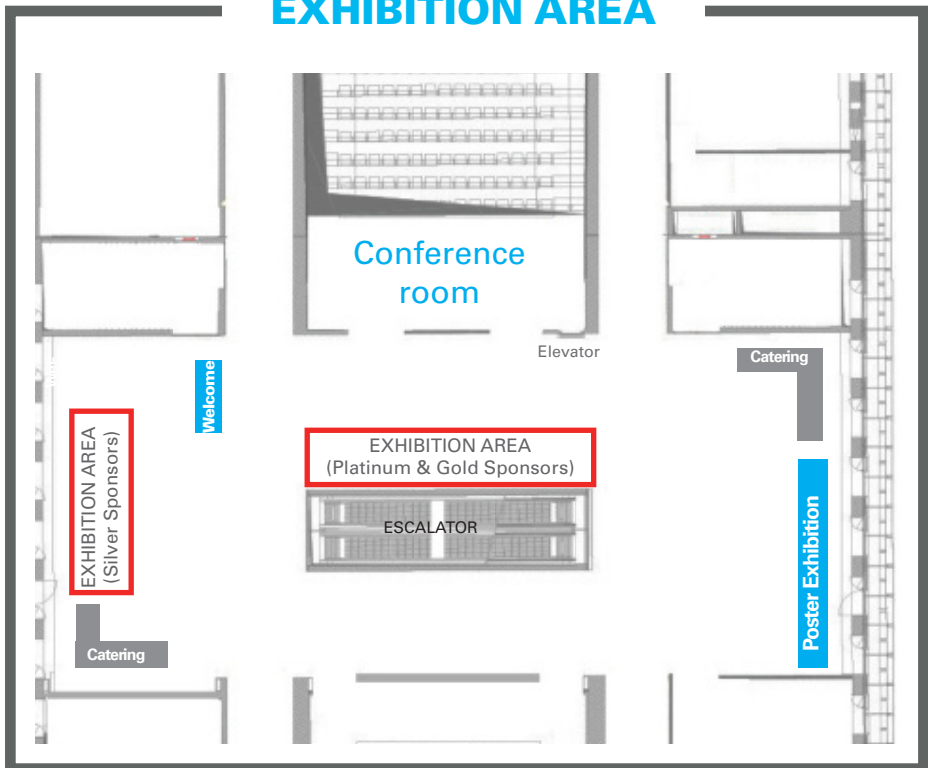 EXHIBITION AREA
Conference
room
Elevator
Catering
Welcome
EXHIBITION AREA
(Platinum & Gold Sponsors)
EXHIBITION AREA
(Silver Sponsors)
ESCALATOR
Poster Exhibition
Catering